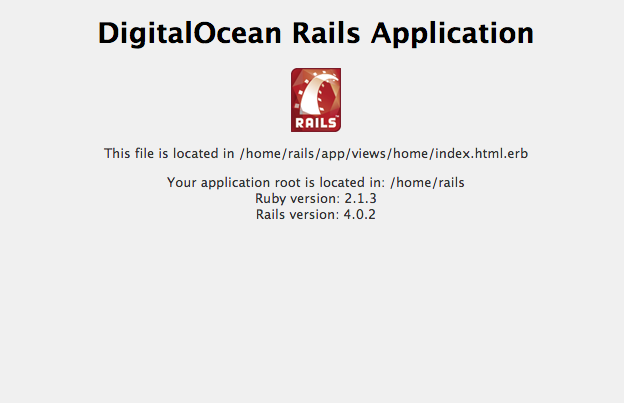 DigitalOcean Rails Application
RAILS
This file is located in /home/rails/app/views/home/index.html.erb
Your application root is located in: /home/rails
Ruby version: 2.1.3
Rails version: 4.0.2